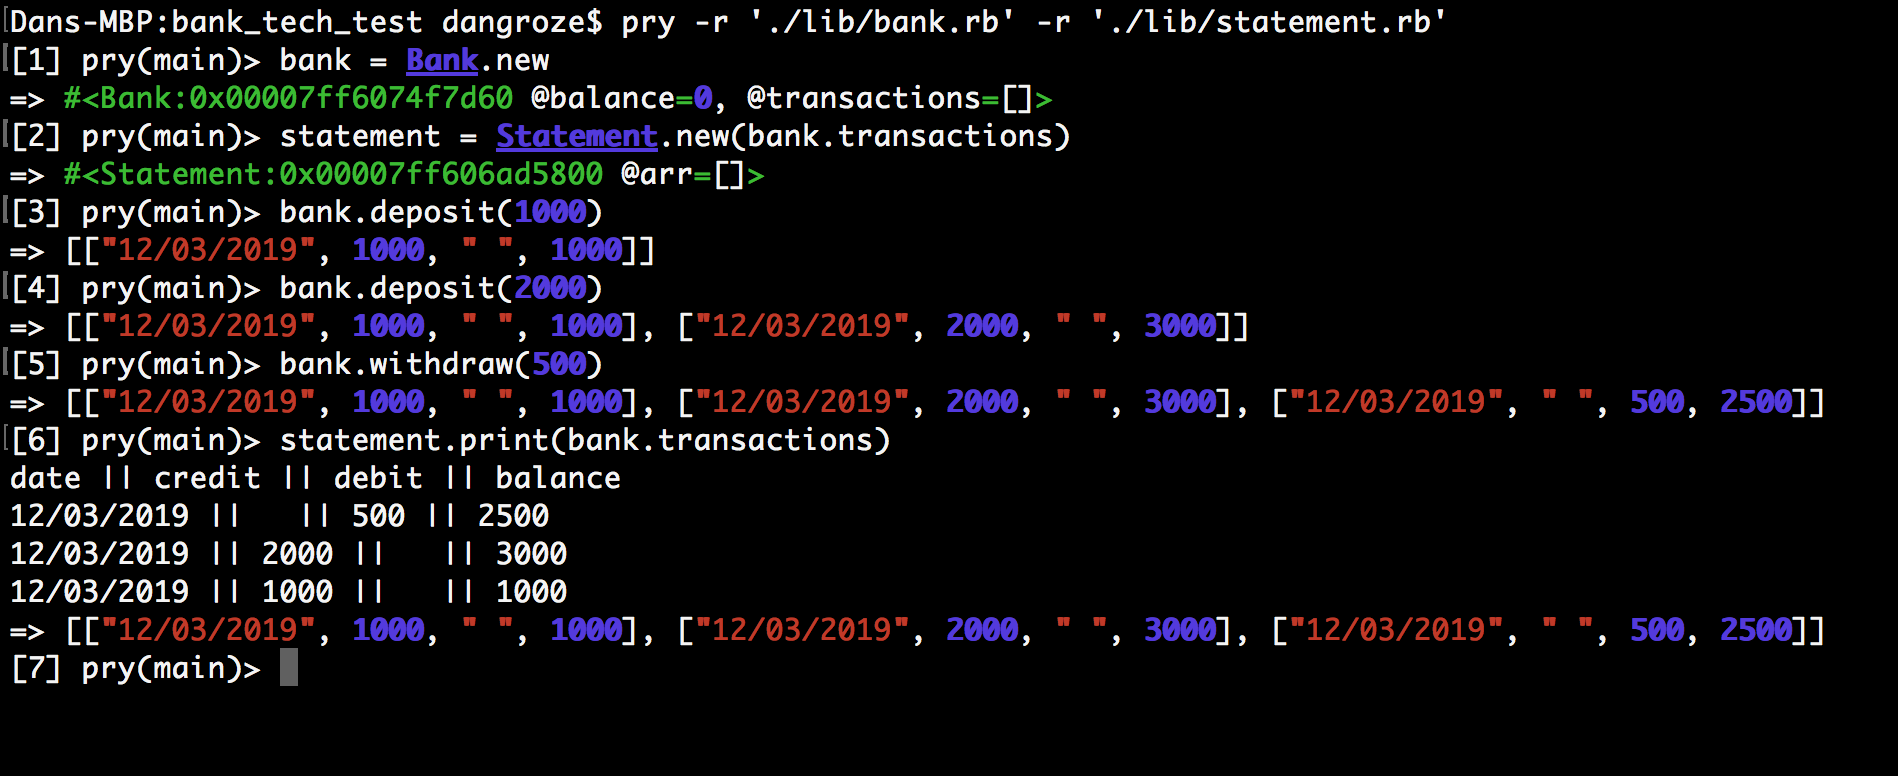 Dans-MBP:bank_tech_test dangroze$ pry -r './lib/bank.rb' -r './lib/statement.rb'
[1] pry(main)> bank = Bank.new
=> #<Bank:0x00007ff6074f7d60 @balance=0, @transactions=[]>
[2] pry(main)> statement = Statement.new(bank.transactions)
=> #<Statement:0x00007ff606ad5800 @arr=[]>
[3] pry(main)> bank.deposit(1000)
=> [["12/03/2019", 1000, " ", 1000]]
[4] pry(main)> bank.deposit(2000)
=> [["12/03/2019", 1000, " ", 1000], ["12/03/2019", 2000, " ", 3000]]
[5] pry(main)> bank.withdraw(500)
=> [["12/03/2019", 1000, " ", 1000], ["12/03/2019", 2000, " ", 3000], ["12/03/2019", " ", 500, 2500]]
[6] pry(main)> statement.print(bank.transactions)
date || credit || debit || balance
12/03/2019 ||   || 500 || 2500
12/03/2019 || 2000 ||   || 3000
12/03/2019 || 1000 ||   || 1000
=> [["12/03/2019", 1000, " ", 1000], ["12/03/2019", 2000, " ", 3000], ["12/03/2019", " ", 500, 2500]]
[7] pry(main)>